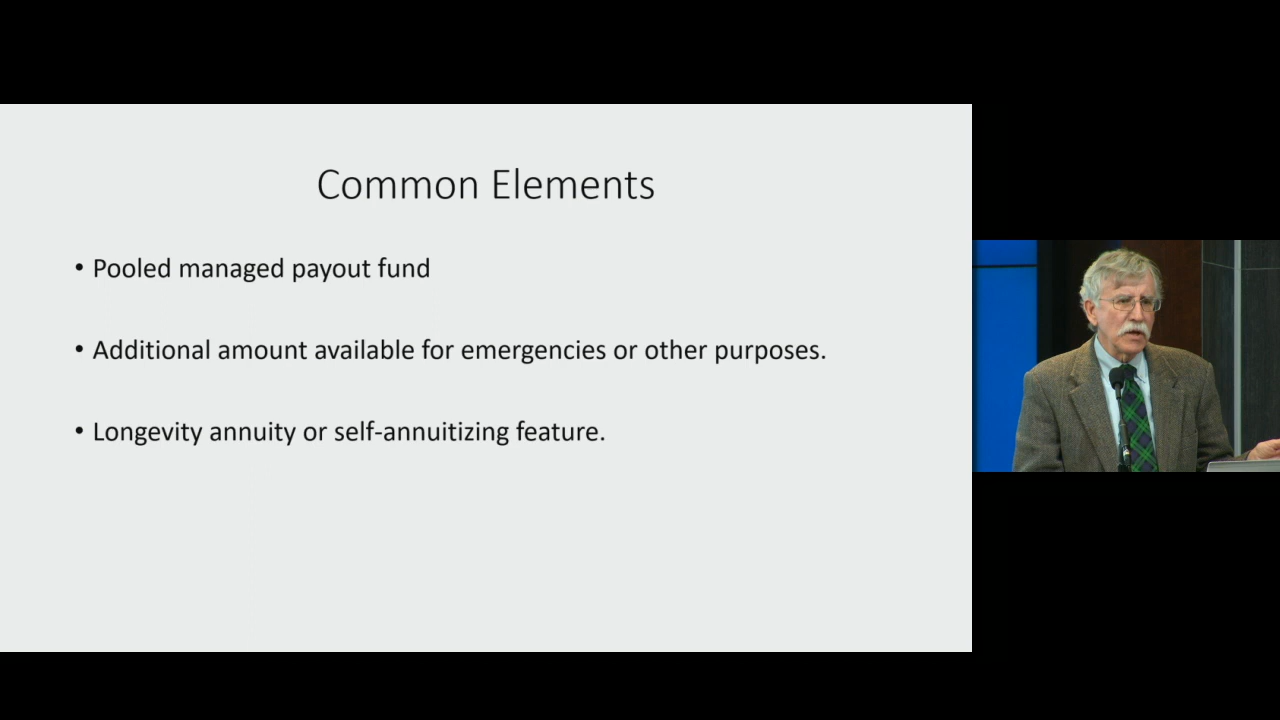 Common Elements
• Pooled managed payout fund
• Additional amount available for emergencies or other purposes.
• Longevity annuity or self-annuitizing feature.